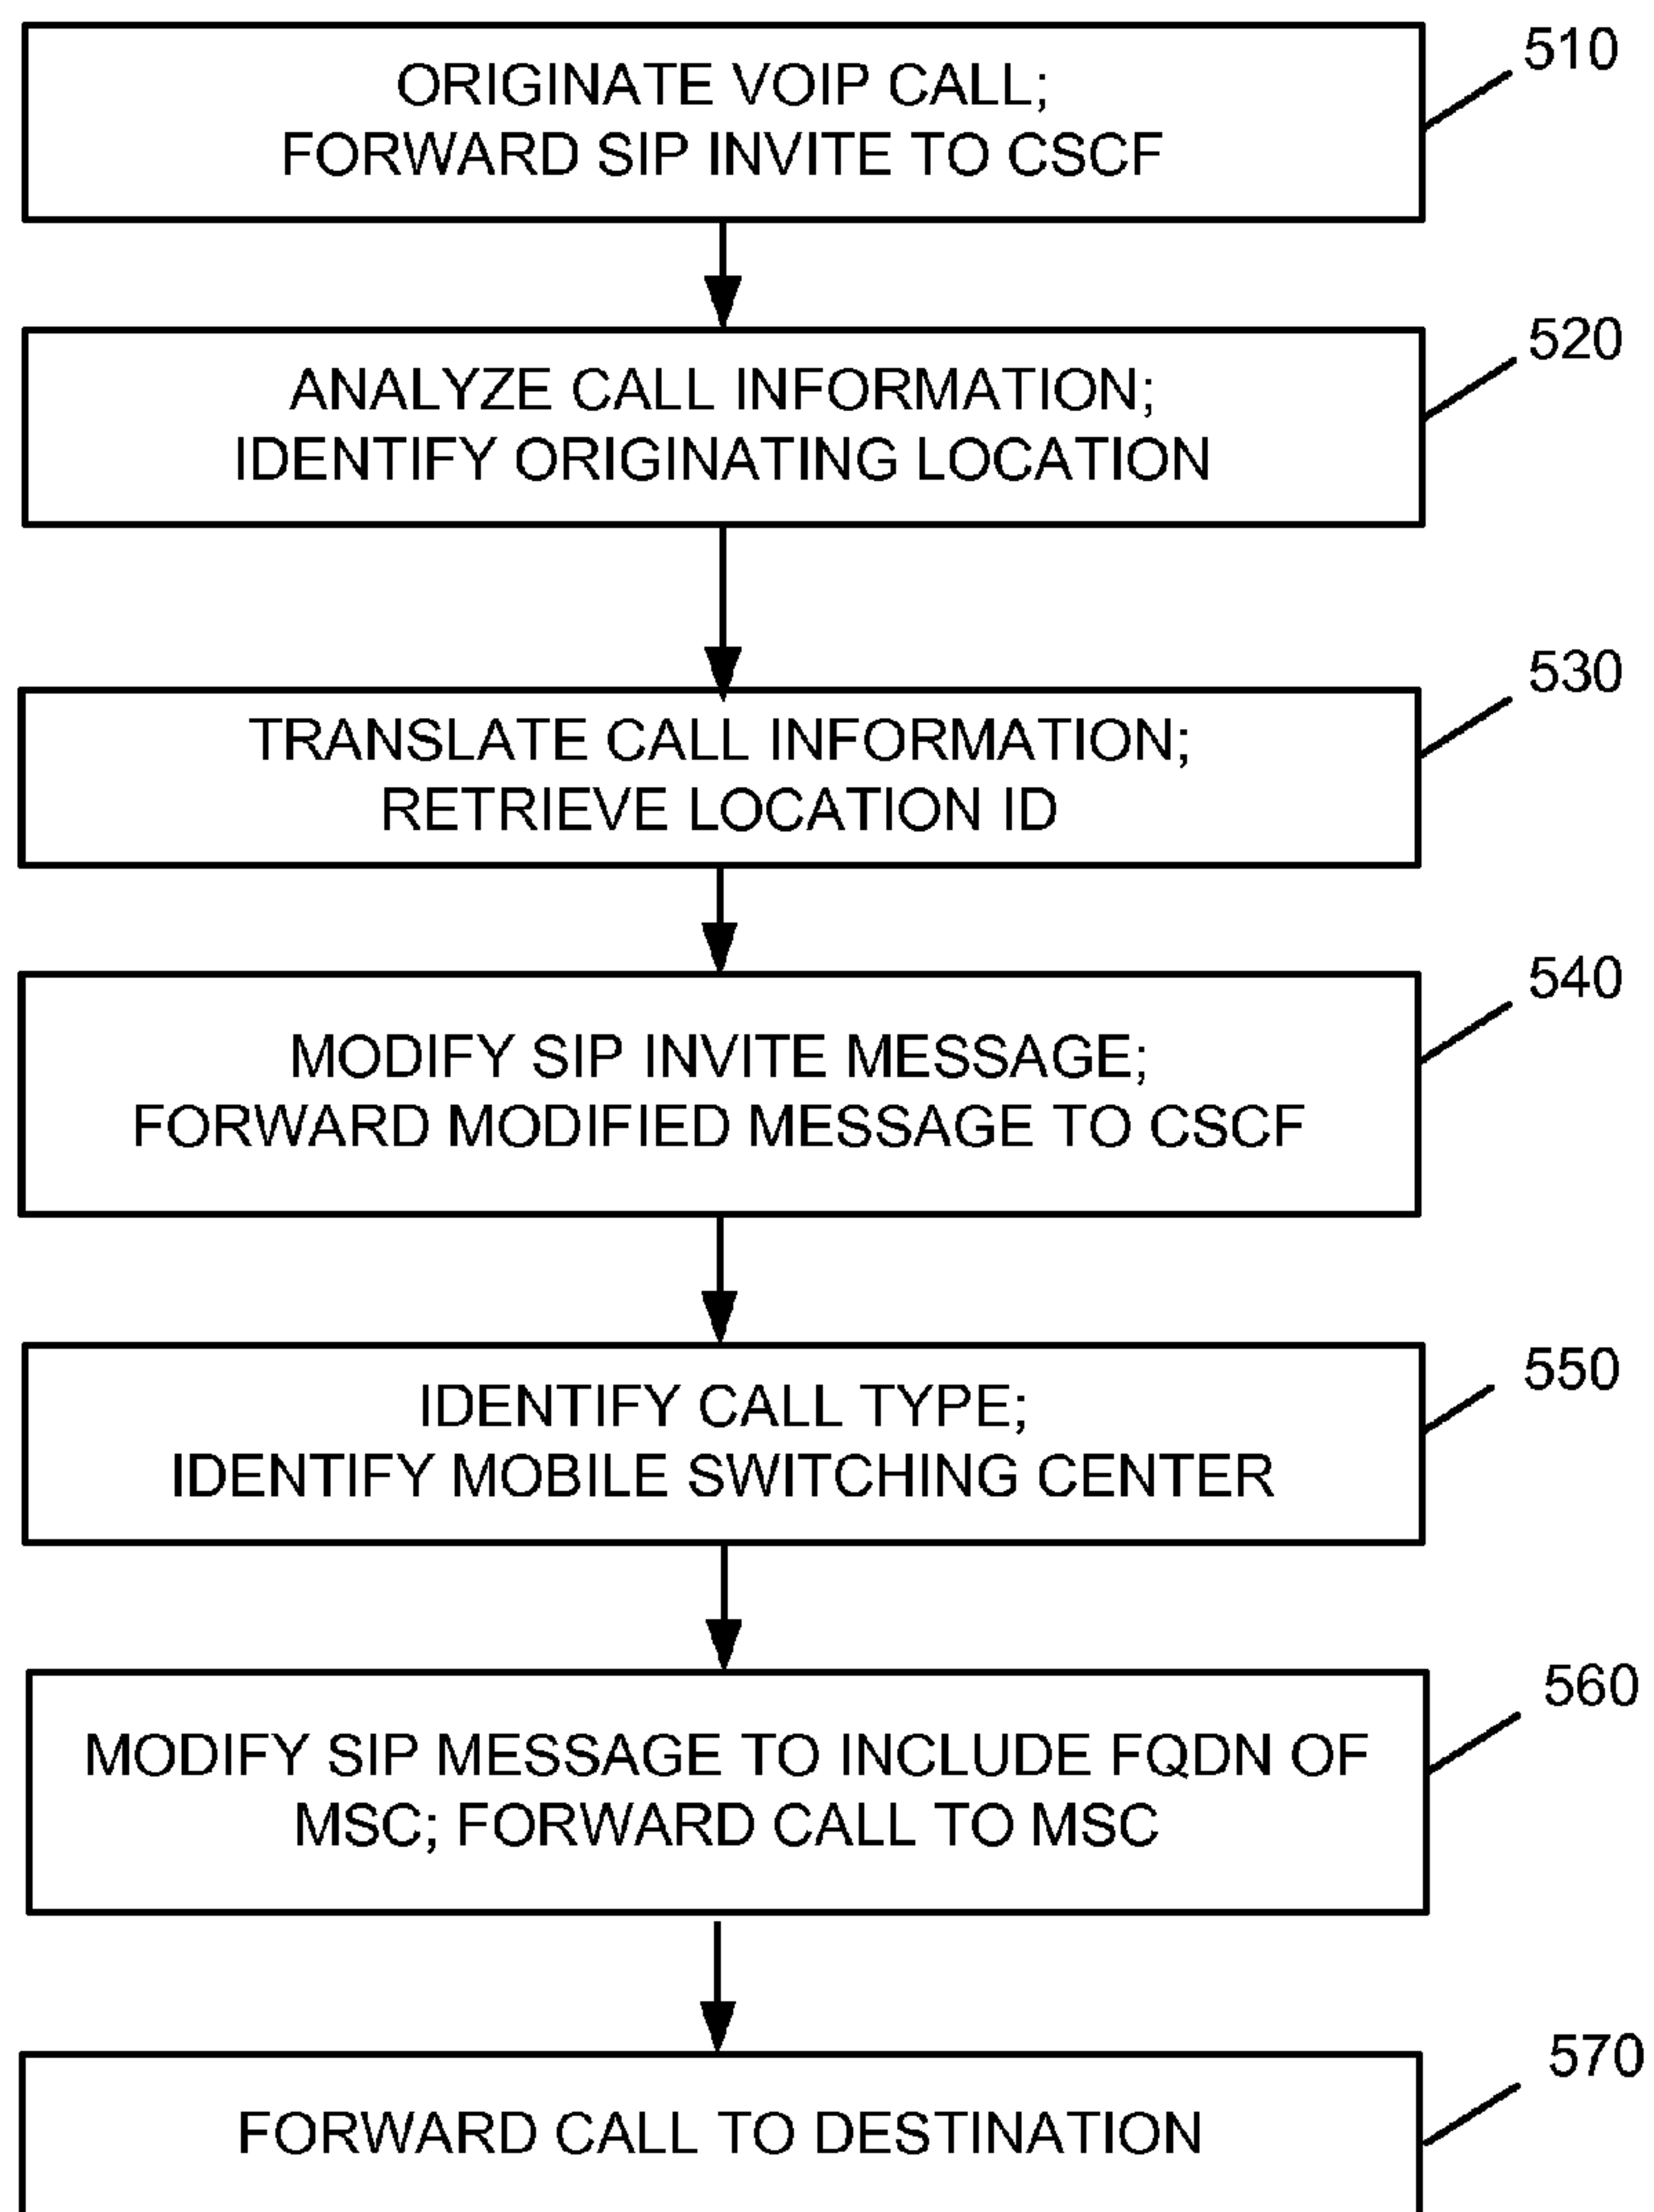 ORIGINATE VOIP CALL;
FORWARD SIP INVITE TO CSCF
510
ANALYZE CALL INFORMATION;
IDENTIFY ORIGINATING LOCATION
520
TRANSLATE CALL INFORMATION;
RETRIEVE LOCATION ID
530
MODIFY SIP INVITE MESSAGE;
FORWARD MODIFIED MESSAGE TO CSCF
540
IDENTIFY CALL TYPE;
IDENTIFY MOBILE SWITCHING CENTER
550
MODIFY SIP MESSAGE TO INCLUDE FQDN OF
MSC; FORWARD CALL TO MSC
560
FORWARD CALL TO DESTINATION
570